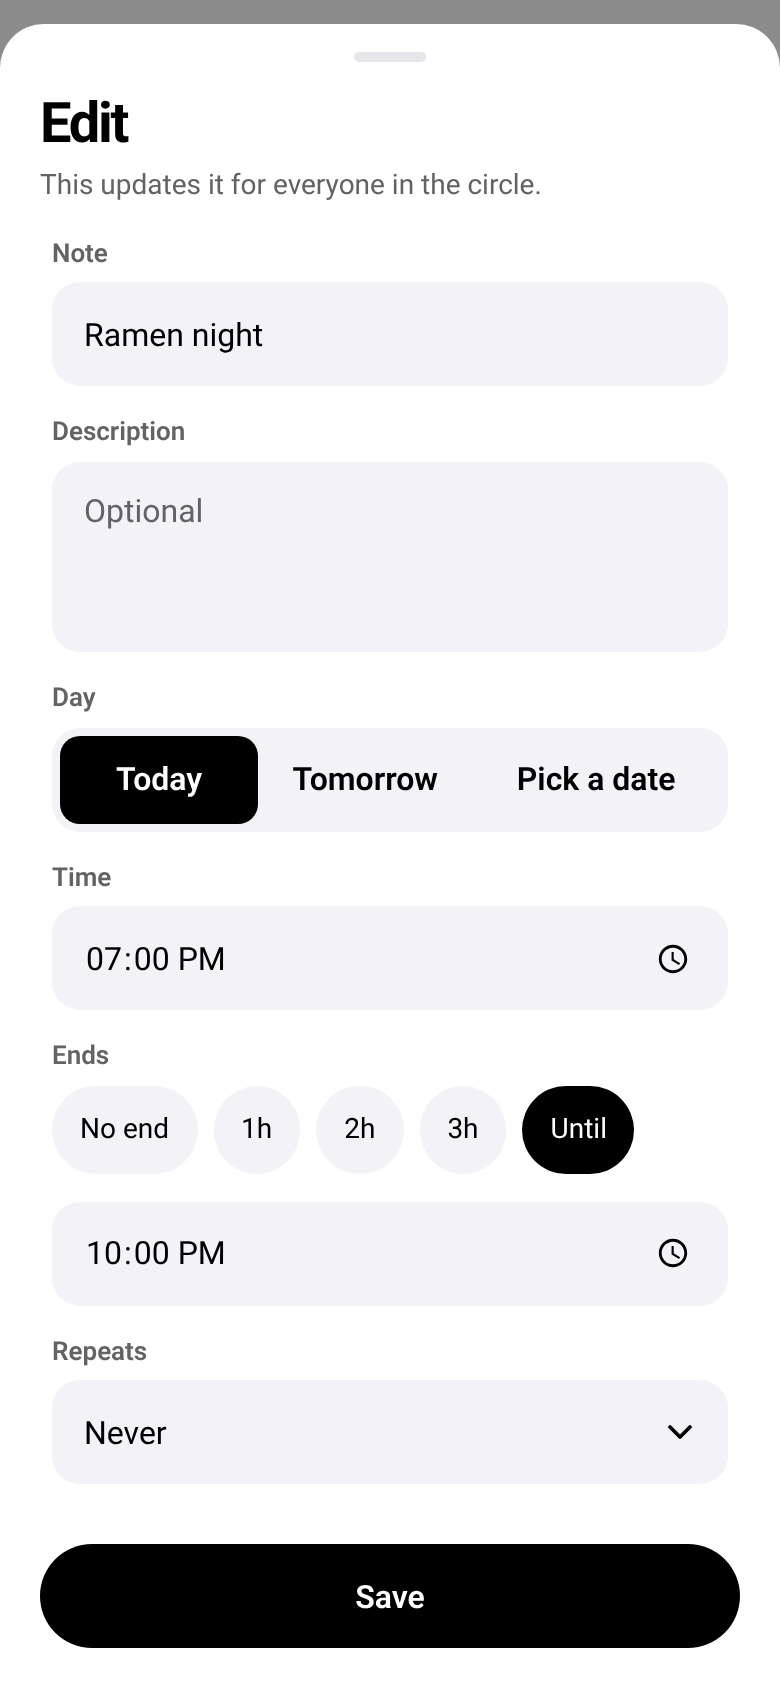 Edit
This updates it for everyone in the circle.
Note
Ramen night
Description
Optional
Day
Today Tomorrow Pick a date
Time
07:00 PM
Ends
No end 1h 2h 3h Until
10:00 PM
Repeats
Never
Save